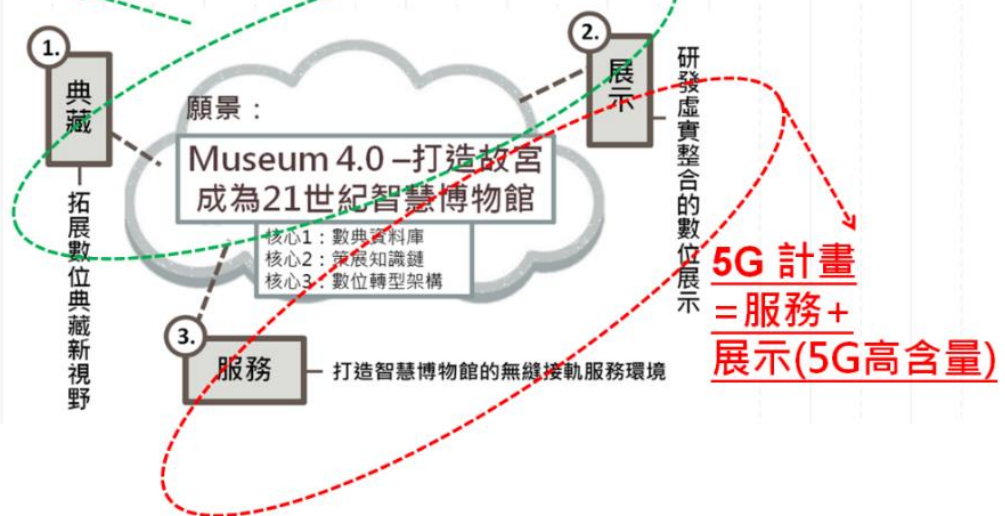 1.
典藏
拓展數位典藏新視野
願景：
Museum 4.0 –打造故宮
成為21世紀智慧博物館
核心1：數典資料庫
核心2：策展知識鏈
核心3：數位轉型架構
2.
展示
研發虛實整合的數位展示
3.
服務
打造智慧博物館的無縫接軌服務環境
5G 計畫
=服務+
展示(5G高含量)